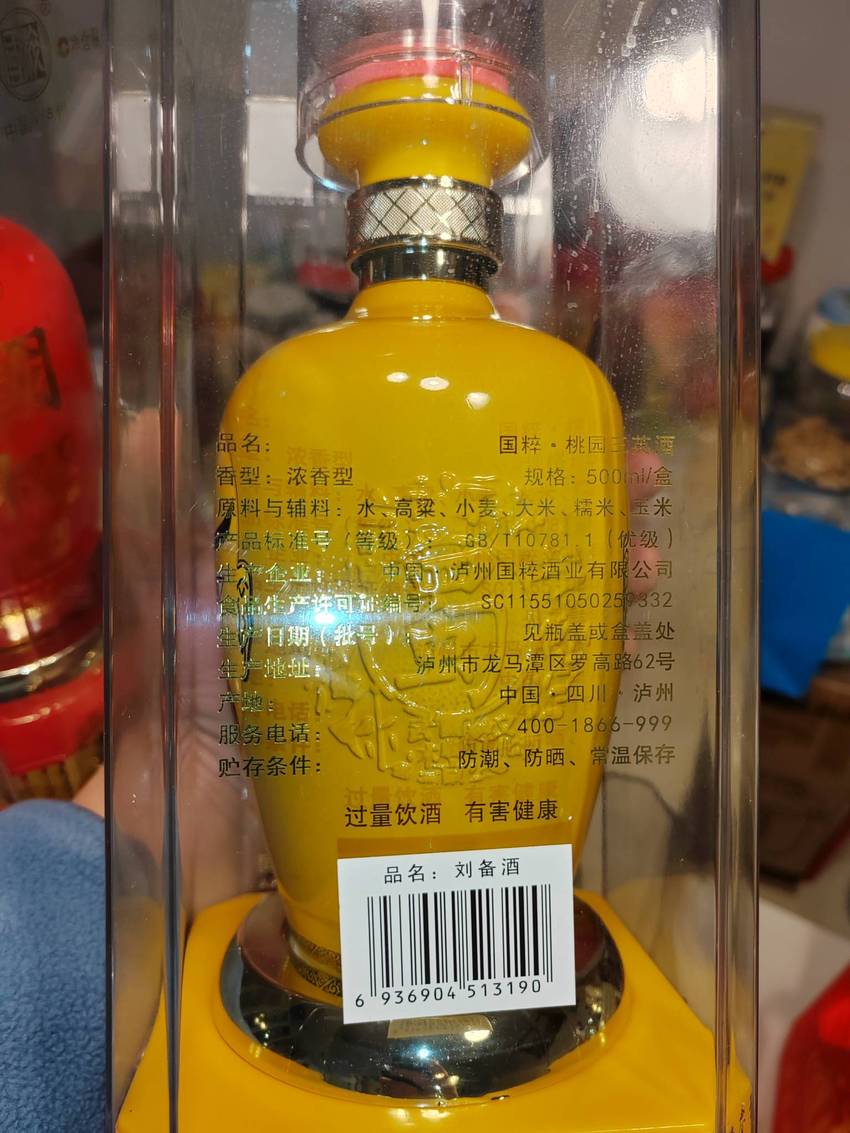 品名： 国粹·桃园三英酒
香型：浓香型 规格：500ml/盒
原料与辅料：水、高粱、小麦、大米、糯米、玉米
产品标准号（等级）： GB/T10781.1（优级）
生产企业： 中国·泸州国粹酒业有限公司
食品生产许可证编号： SC11551050259332
生产日期（批号）： 见瓶盖或盒盖处
生产地址： 泸州市龙马潭区罗高路62号
产地： 中国·四川·泸州
服务电话： 400-1866-999
贮存条件： 防潮、防晒、常温保存
过量饮酒 有害健康
品名：刘备酒
6 936904 513190